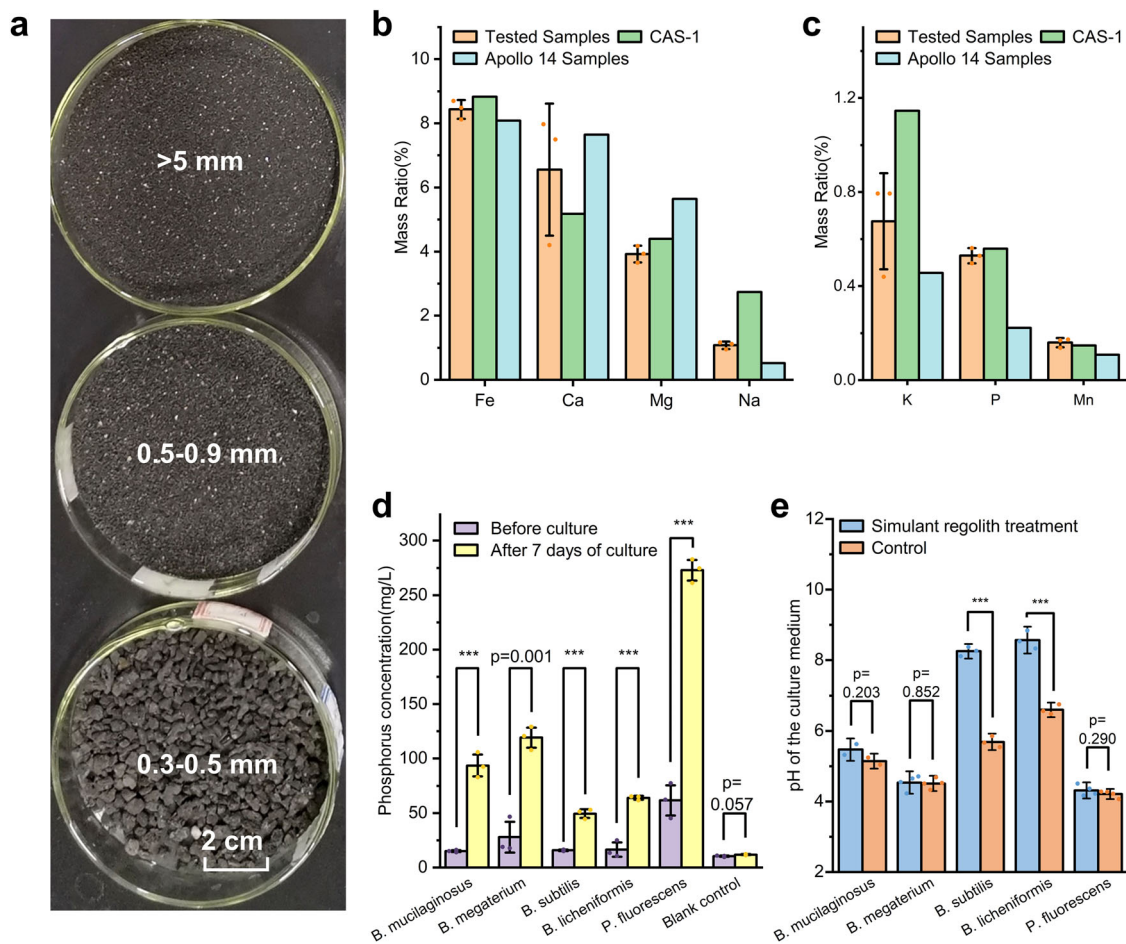 a
>5 mm
0.5-0.9 mm
0.3-0.5 mm
2 cm
b
Tested Samples CAS-1
Apollo 14 Samples
Mass Ratio(%)
10
8
6
4
2
0
Fe Ca Mg Na
c
Tested Samples CAS-1
Apollo 14 Samples
Mass Ratio(%)
1.2
0.8
0.4
0.0
K P Mn
d
Before culture
After 7 days of culture
Phosphorus concentration(mg/L)
300
250
200
150
100
50
0
***
p=0.001
***
***
***
p=
0.057
B. mucilaginosus
B. megaterium
B. subtilis
B. licheniformis
P. fluorescens
Blank control
e
Simulant regolith treatment
Control
pH of the culture medium
12
10
8
6
4
2
p=
0.203
p=
0.852
***
***
p=
0.290
B. mucilaginosus
B. megaterium
B. subtilis
B. licheniformis
P. fluorescens